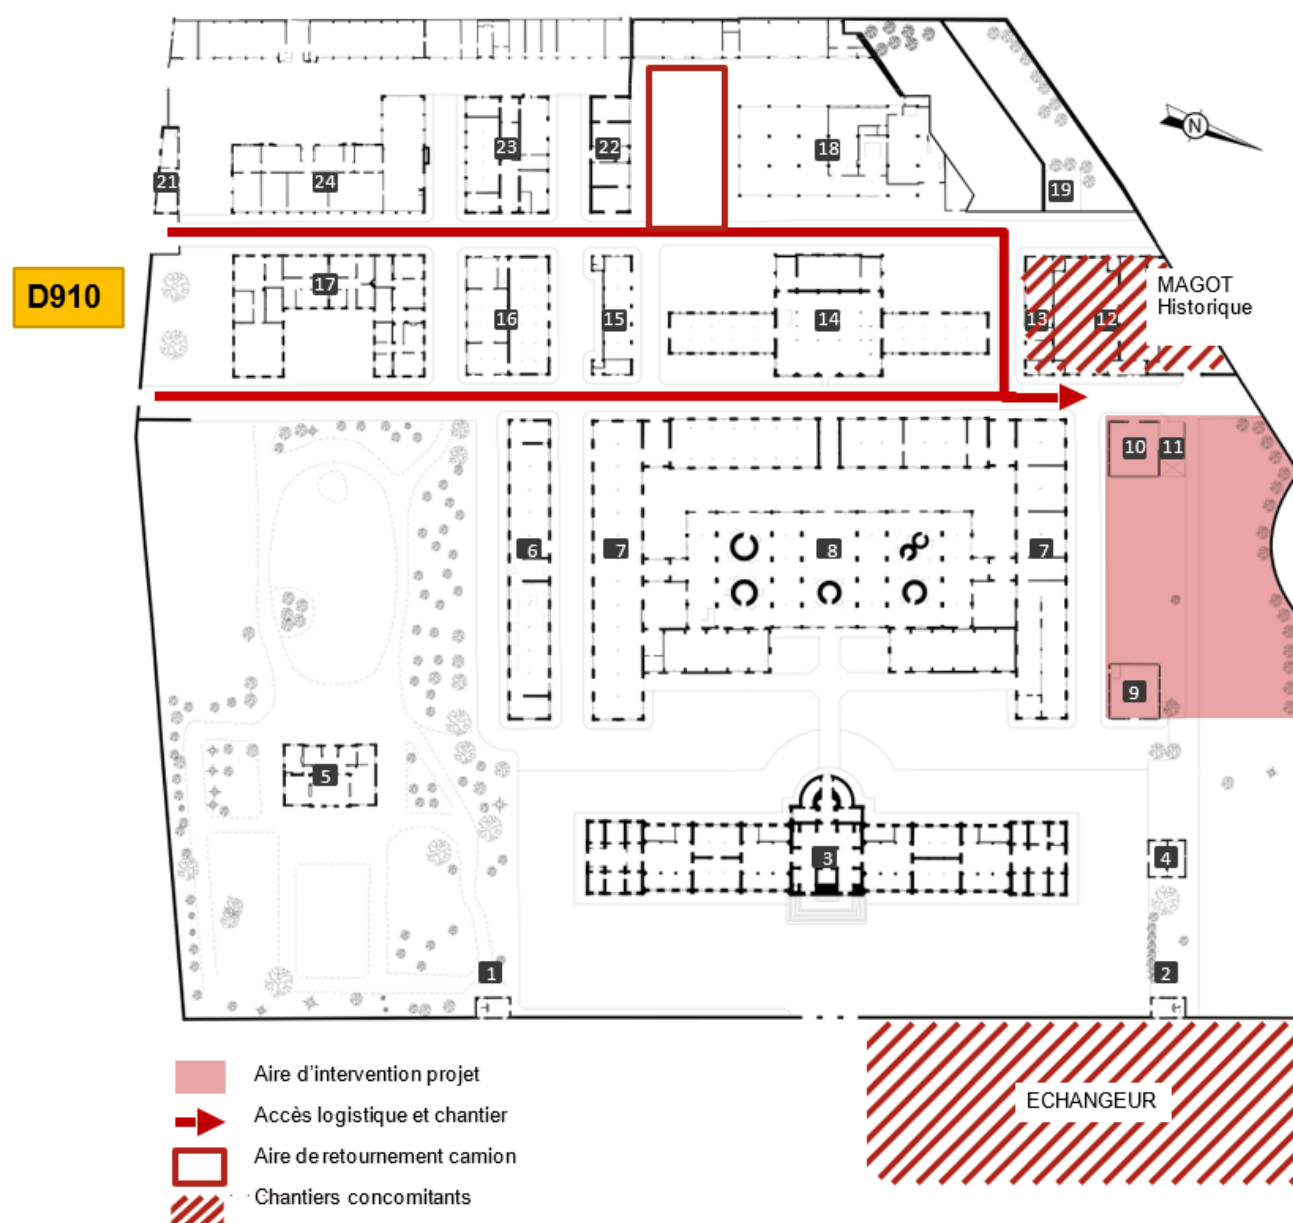 N
23
22
18
21
24
19
D910
17
16
15
14
13
12
MAGOT
Historique
10
11
6
7
8
7
9
5
3
4
1
2
Aire d'intervention projet
Accès logistique et chantier
Aire de retournement camion
Chantiers concomitants
ECHANGEUR